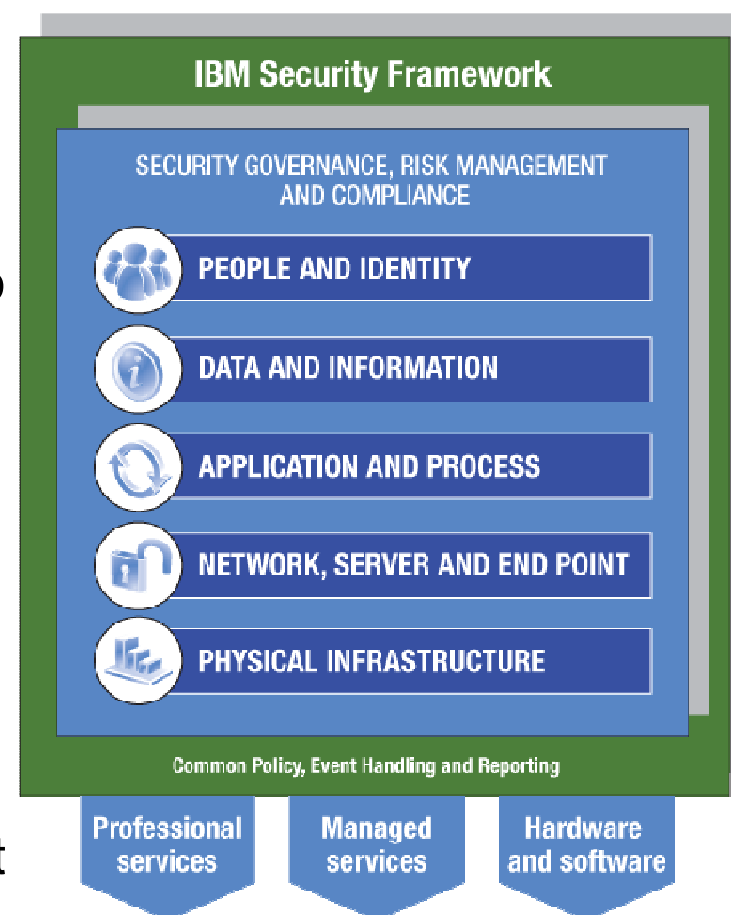 IBM Security Framework
SECURITY GOVERNANCE, RISK MANAGEMENT
AND COMPLIANCE
PEOPLE AND IDENTITY
DATA AND INFORMATION
APPLICATION AND PROCESS
NETWORK, SERVER AND END POINT
PHYSICAL INFRASTRUCTURE
Common Policy, Event Handling and Reporting
Professional
services
Managed
services
Hardware
and software